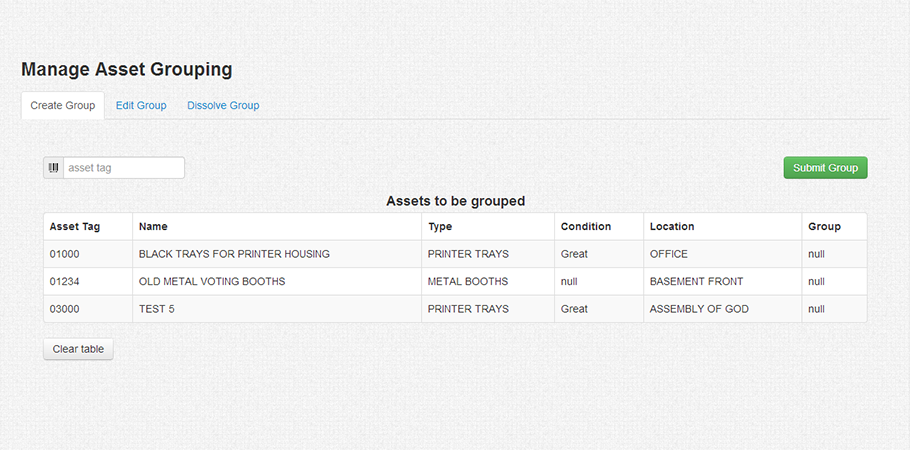 Manage Asset Grouping
Create Group Edit Group Dissolve Group
asset tag Submit Group
Assets to be grouped
Asset Tag Name Type Condition Location Group
01000 BLACK TRAYS FOR PRINTER HOUSING PRINTER TRAYS Great OFFICE null
01234 OLD METAL VOTING BOOTHS METAL BOOTHS null BASEMENT FRONT null
03000 TEST 5 PRINTER TRAYS Great ASSEMBLY OF GOD null
Clear table